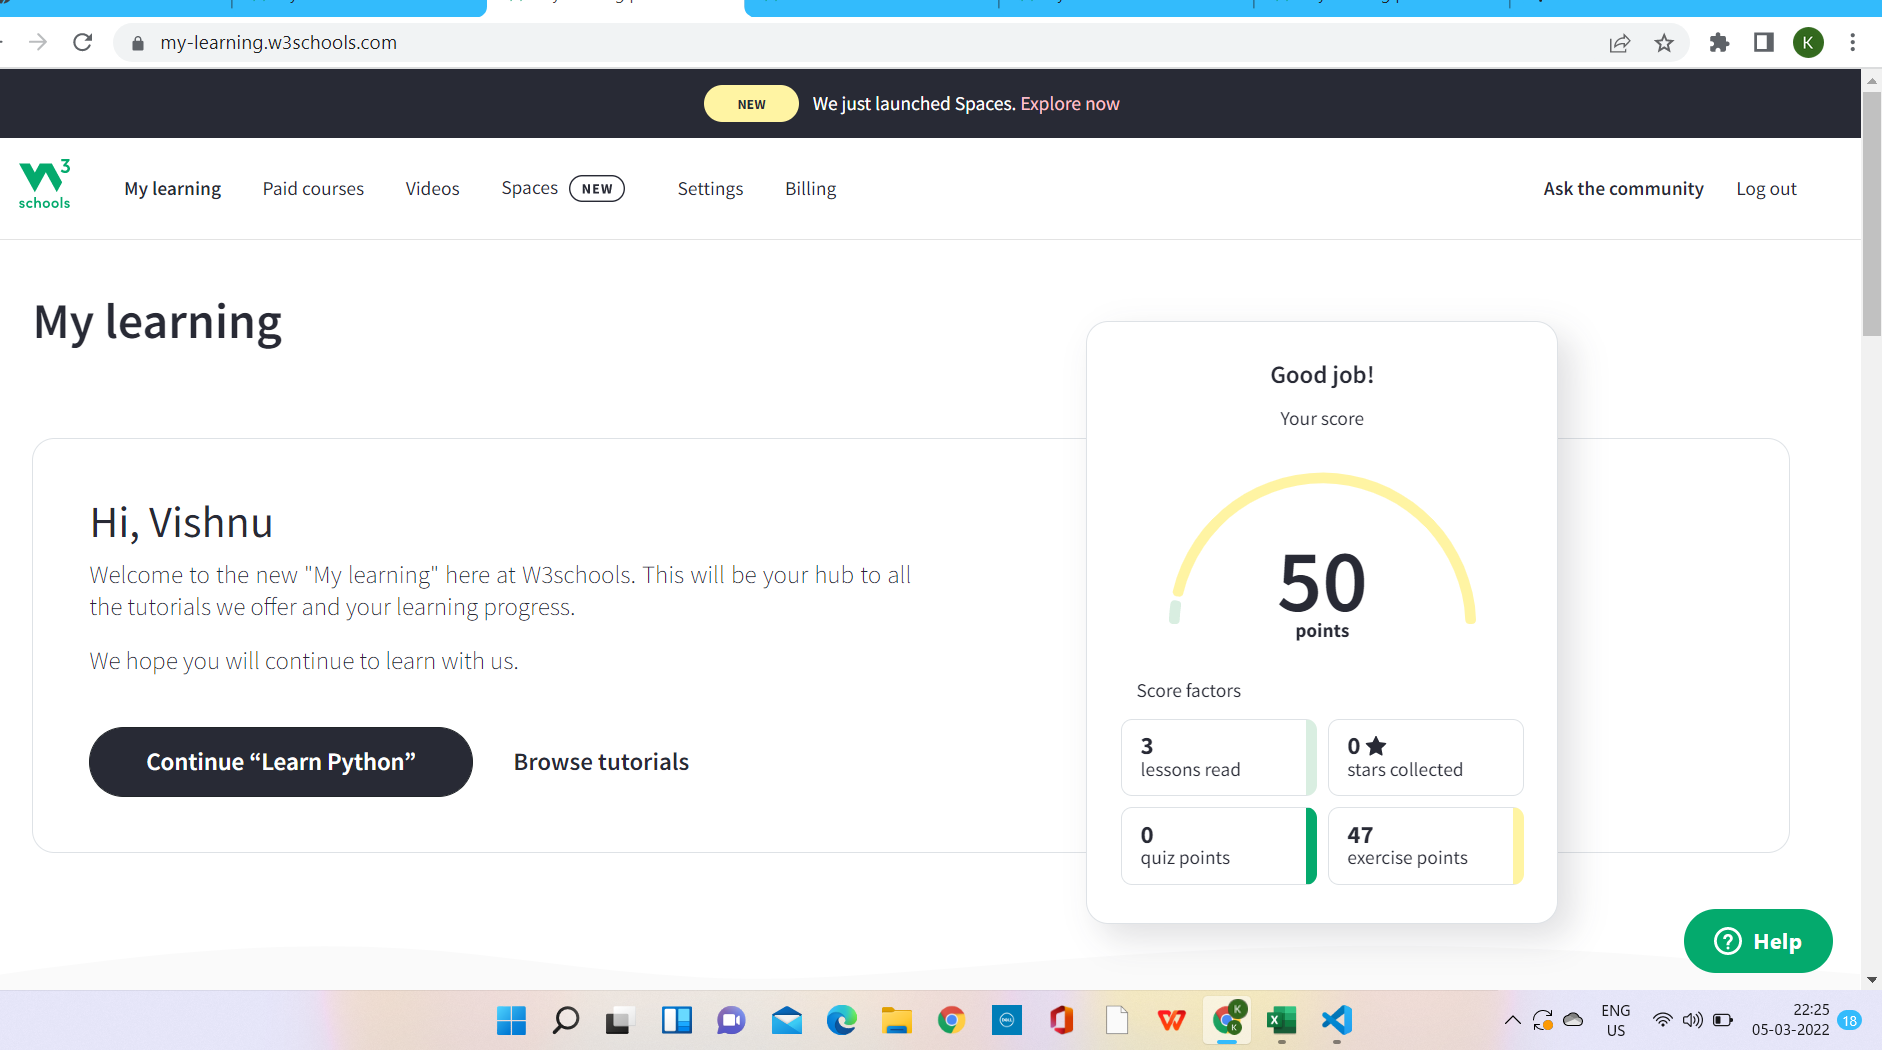 my-learning.w3schools.com
K
NEW We just launched Spaces. Explore now
W3
schools
My learning Paid courses Videos Spaces NEW Settings Billing Ask the community Log out
My learning
Good job!
Your score
50
points
Hi, Vishnu
Welcome to the new "My learning" here at W3schools. This will be your hub to all
the tutorials we offer and your learning progress.
We hope you will continue to learn with us.
Continue “Learn Python” Browse tutorials
Score factors
3
lessons read
0
stars collected
0
quiz points
47
exercise points
? Help
DELL
W
K
K
X
ENG
US
22:25
05-03-2022
18